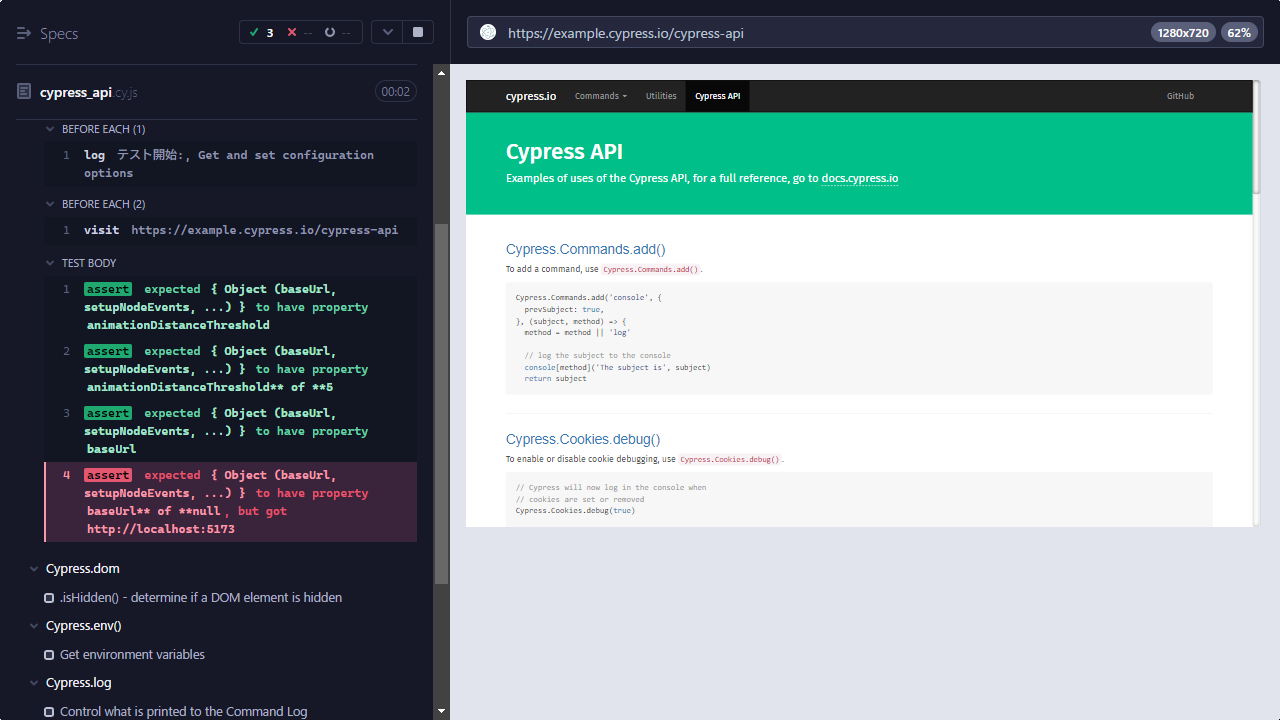 Specs
3 -- --
cypress_api.cy.js
00:02
BEFORE EACH (1)
1 log テスト開始:, Get and set configuration
options
BEFORE EACH (2)
1 visit https://example.cypress.io/cypress-api
TEST BODY
1 assert expected { Object (baseUrl,
setupNodeEvents, ...) } to have property
animationDistanceThreshold
2 assert expected { Object (baseUrl,
setupNodeEvents, ...) } to have property
animationDistanceThreshold** of **5
3 assert expected { Object (baseUrl,
setupNodeEvents, ...) } to have property
baseUrl
4 assert expected { Object (baseUrl,
setupNodeEvents, ...) } to have property
baseUrl** of **null, but got
http://localhost:5173
Cypress.dom
.isHidden() - determine if a DOM element is hidden
Cypress.env()
Get environment variables
Cypress.log
Control what is printed to the Command Log
https://example.cypress.io/cypress-api
1280x720 62%
cypress.io Commands Utilities Cypress API GitHub
Cypress API
Examples of uses of the Cypress API, for a full reference, go to docs.cypress.io
Cypress.Commands.add()
To add a command, use Cypress.Commands.add().
Cypress.Commands.add('console', {
prevSubject: true,
}, (subject, method) => {
method = method || 'log'
// log the subject to the console
console[method]('The subject is', subject)
return subject
Cypress.Cookies.debug()
To enable or disable cookie debugging, use Cypress.Cookies.debug().
// Cypress will now log in the console when
// cookies are set or removed
Cypress.Cookies.debug(true)